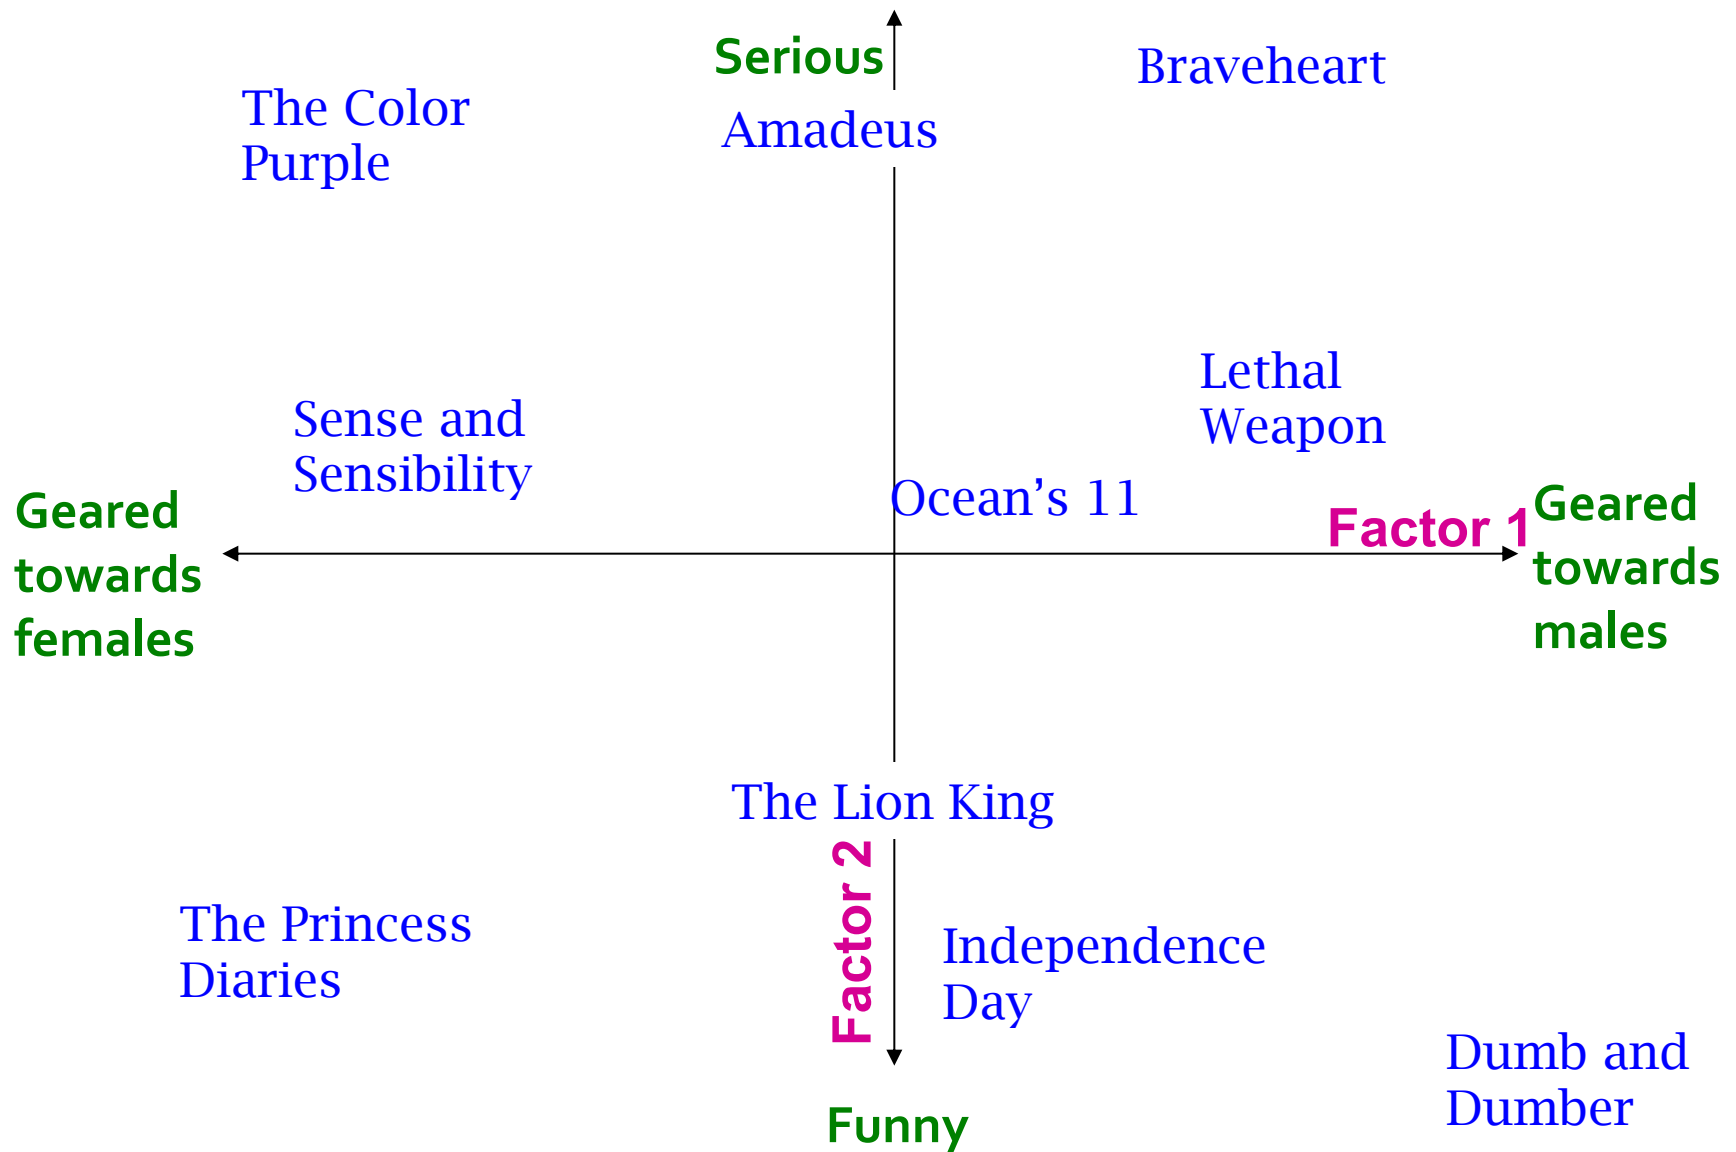 Serious
Braveheart
The Color
Purple
Amadeus
Lethal
Weapon
Sense and
Sensibility
Ocean’s 11
Geared
towards
females
Factor 1
Geared
towards
males
The Lion King
Factor 2
The Princess
Diaries
Independence
Day
Dumb and
Dumber
Funny